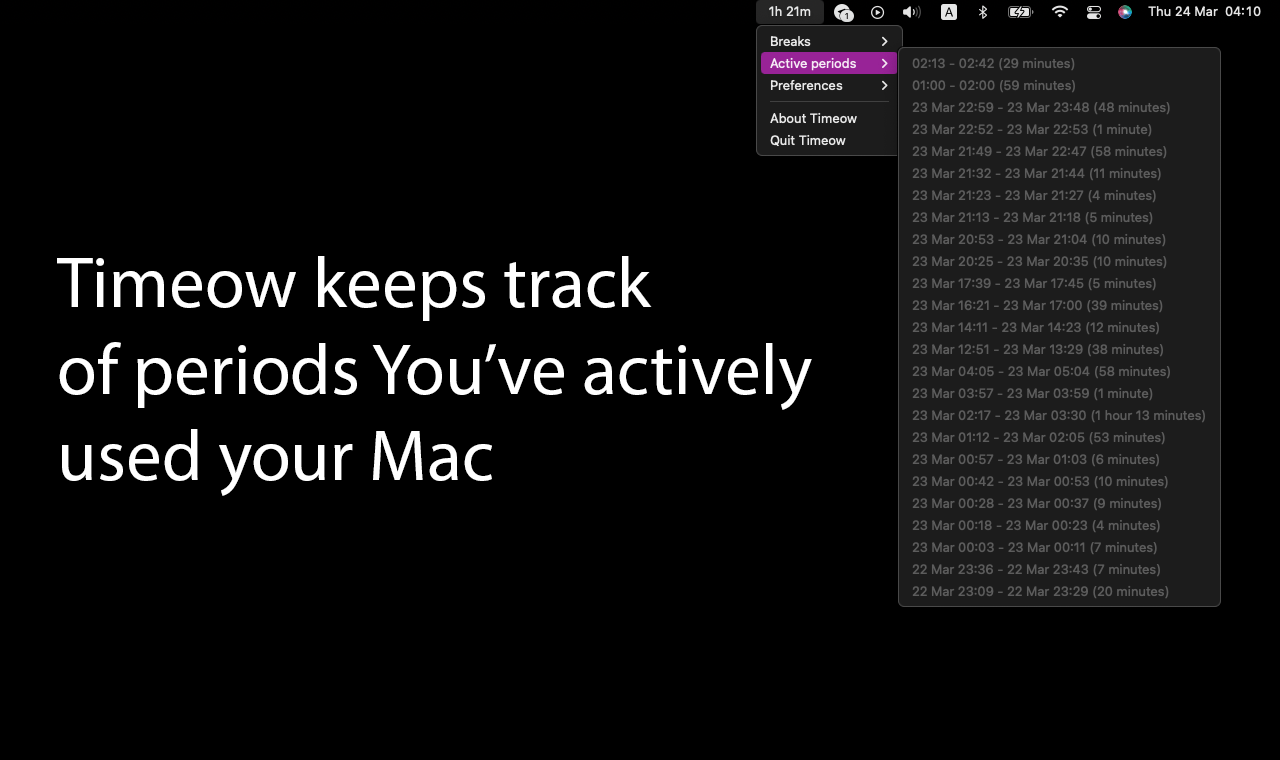 1h 21m 1 A Thu 24 Mar 04:10
Breaks
Active periods
Preferences
About Timeow
Quit Timeow
02:13 - 02:42 (29 minutes)
01:00 - 02:00 (59 minutes)
23 Mar 22:59 - 23 Mar 23:48 (48 minutes)
23 Mar 22:52 - 23 Mar 22:53 (1 minute)
23 Mar 21:49 - 23 Mar 22:47 (58 minutes)
23 Mar 21:32 - 23 Mar 21:44 (11 minutes)
23 Mar 21:23 - 23 Mar 21:27 (4 minutes)
23 Mar 21:13 - 23 Mar 21:18 (5 minutes)
23 Mar 20:53 - 23 Mar 21:04 (10 minutes)
23 Mar 20:25 - 23 Mar 20:35 (10 minutes)
23 Mar 17:39 - 23 Mar 17:45 (5 minutes)
23 Mar 16:21 - 23 Mar 17:00 (39 minutes)
23 Mar 14:11 - 23 Mar 14:23 (12 minutes)
23 Mar 12:51 - 23 Mar 13:29 (38 minutes)
23 Mar 04:05 - 23 Mar 05:04 (58 minutes)
23 Mar 03:57 - 23 Mar 03:59 (1 minute)
23 Mar 02:17 - 23 Mar 03:30 (1 hour 13 minutes)
23 Mar 01:12 - 23 Mar 02:05 (53 minutes)
23 Mar 00:57 - 23 Mar 01:03 (6 minutes)
23 Mar 00:42 - 23 Mar 00:53 (10 minutes)
23 Mar 00:28 - 23 Mar 00:37 (9 minutes)
23 Mar 00:18 - 23 Mar 00:23 (4 minutes)
23 Mar 00:03 - 23 Mar 00:11 (7 minutes)
22 Mar 23:36 - 22 Mar 23:43 (7 minutes)
22 Mar 23:09 - 22 Mar 23:29 (20 minutes)
Timeow keeps track
of periods You’ve actively
used your Mac